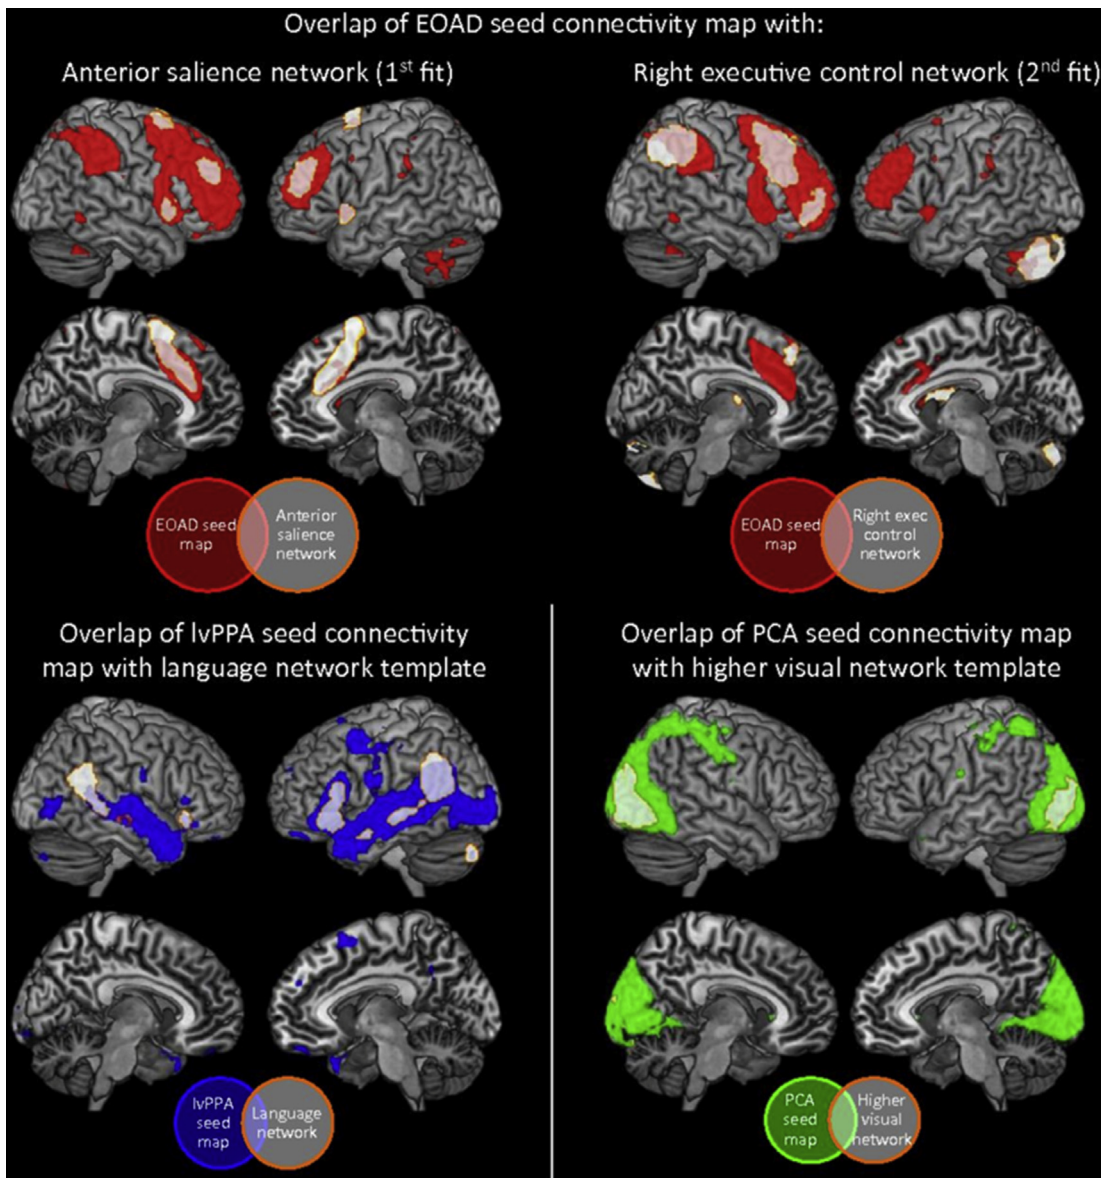 Overlap of EOAD seed connectivity map with:
Anterior salience network (1st fit)
Right executive control network (2nd fit)
EOAD seed
map
Anterior
salience
network
EOAD seed
map
Right exec
control
network
Overlap of lvPPA seed connectivity
map with language network template
Overlap of PCA seed connectivity map
with higher visual network template
lvPPA
seed
map
Language
network
PCA
seed
map
Higher
visual
network